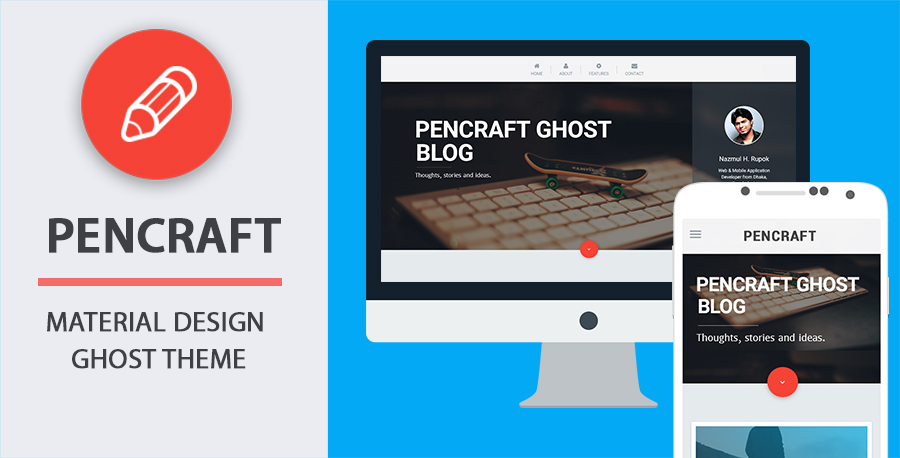 PENCRAFT
MATERIAL DESIGN
GHOST THEME
HOME
ABOUT
FEATURES
CONTACT
PENCRAFT GHOST
BLOG
Thoughts, stories and ideas.
Nazmul H. Rupok
Web & Mobile Application
Developer from Dhaka,
PENCRAFT
PENCRAFT GHOST
BLOG
Thoughts, stories and ideas.